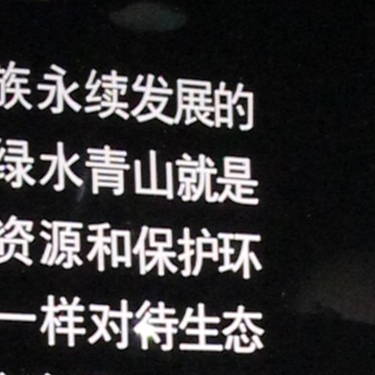 族永续发展的
绿水青山就是
资源和保护环
一样对待生态